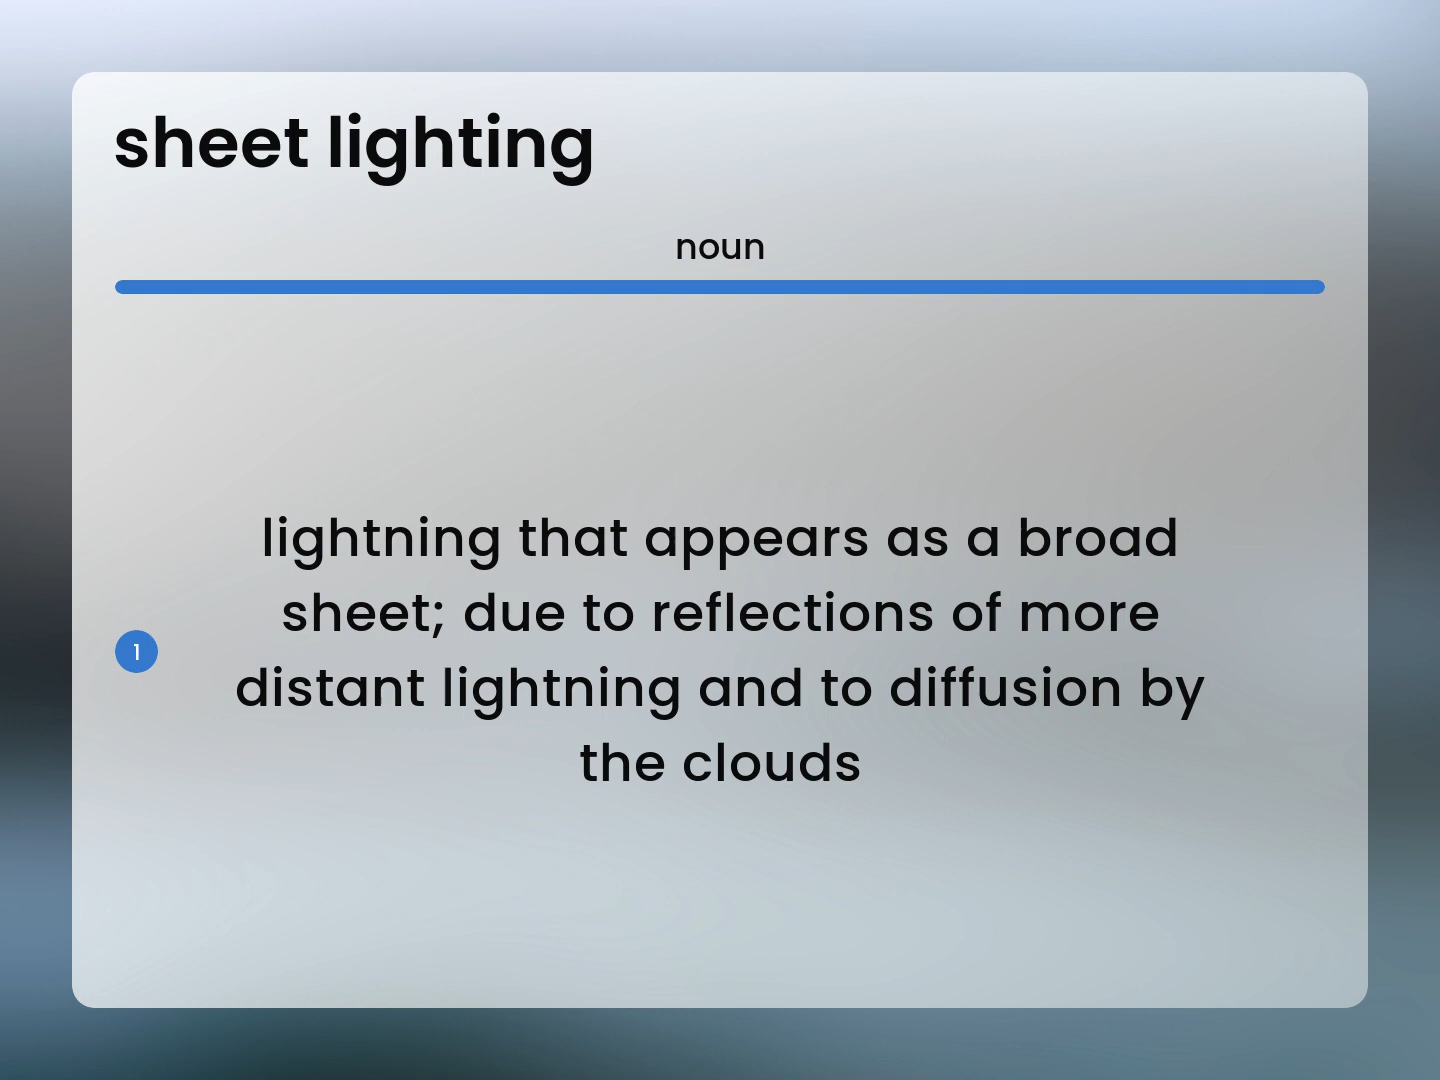 sheet lighting
noun
lightning that appears as a broad
sheet; due to reflections of more
1
distant lightning and to diffusion by
the clouds